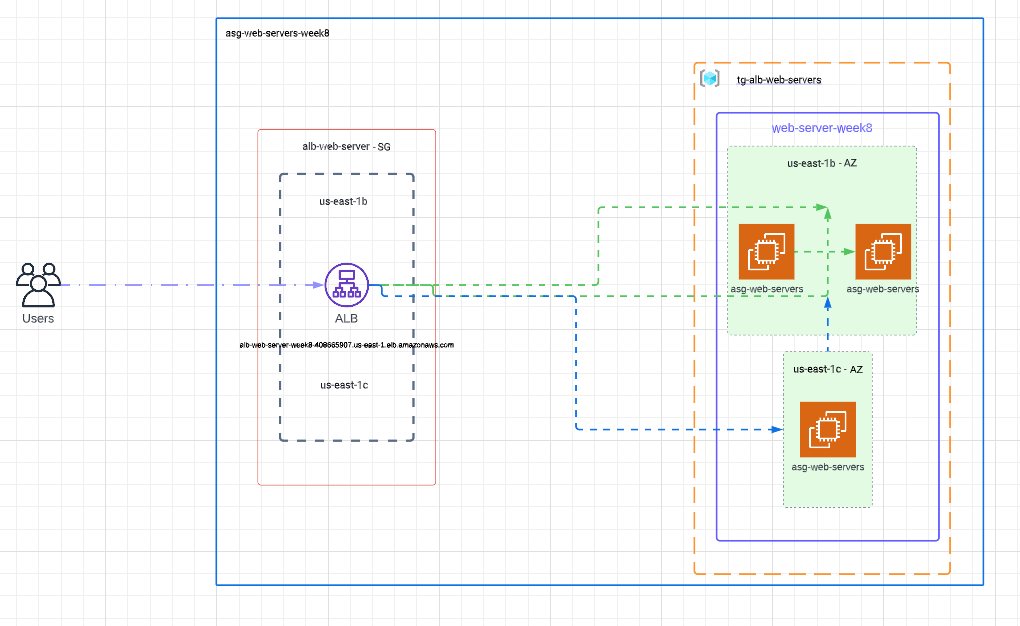 asg-web-servers-week8
tg-alb-web-servers
web-server-week8
alb-web-server - SG
us-east-1b - AZ
us-east-1b
asg-web-servers
asg-web-servers
Users
ALB
alb-web-server-week8-408665907.us-east-1.elb.amazonaws.com
us-east-1c - AZ
us-east-1c
asg-web-servers